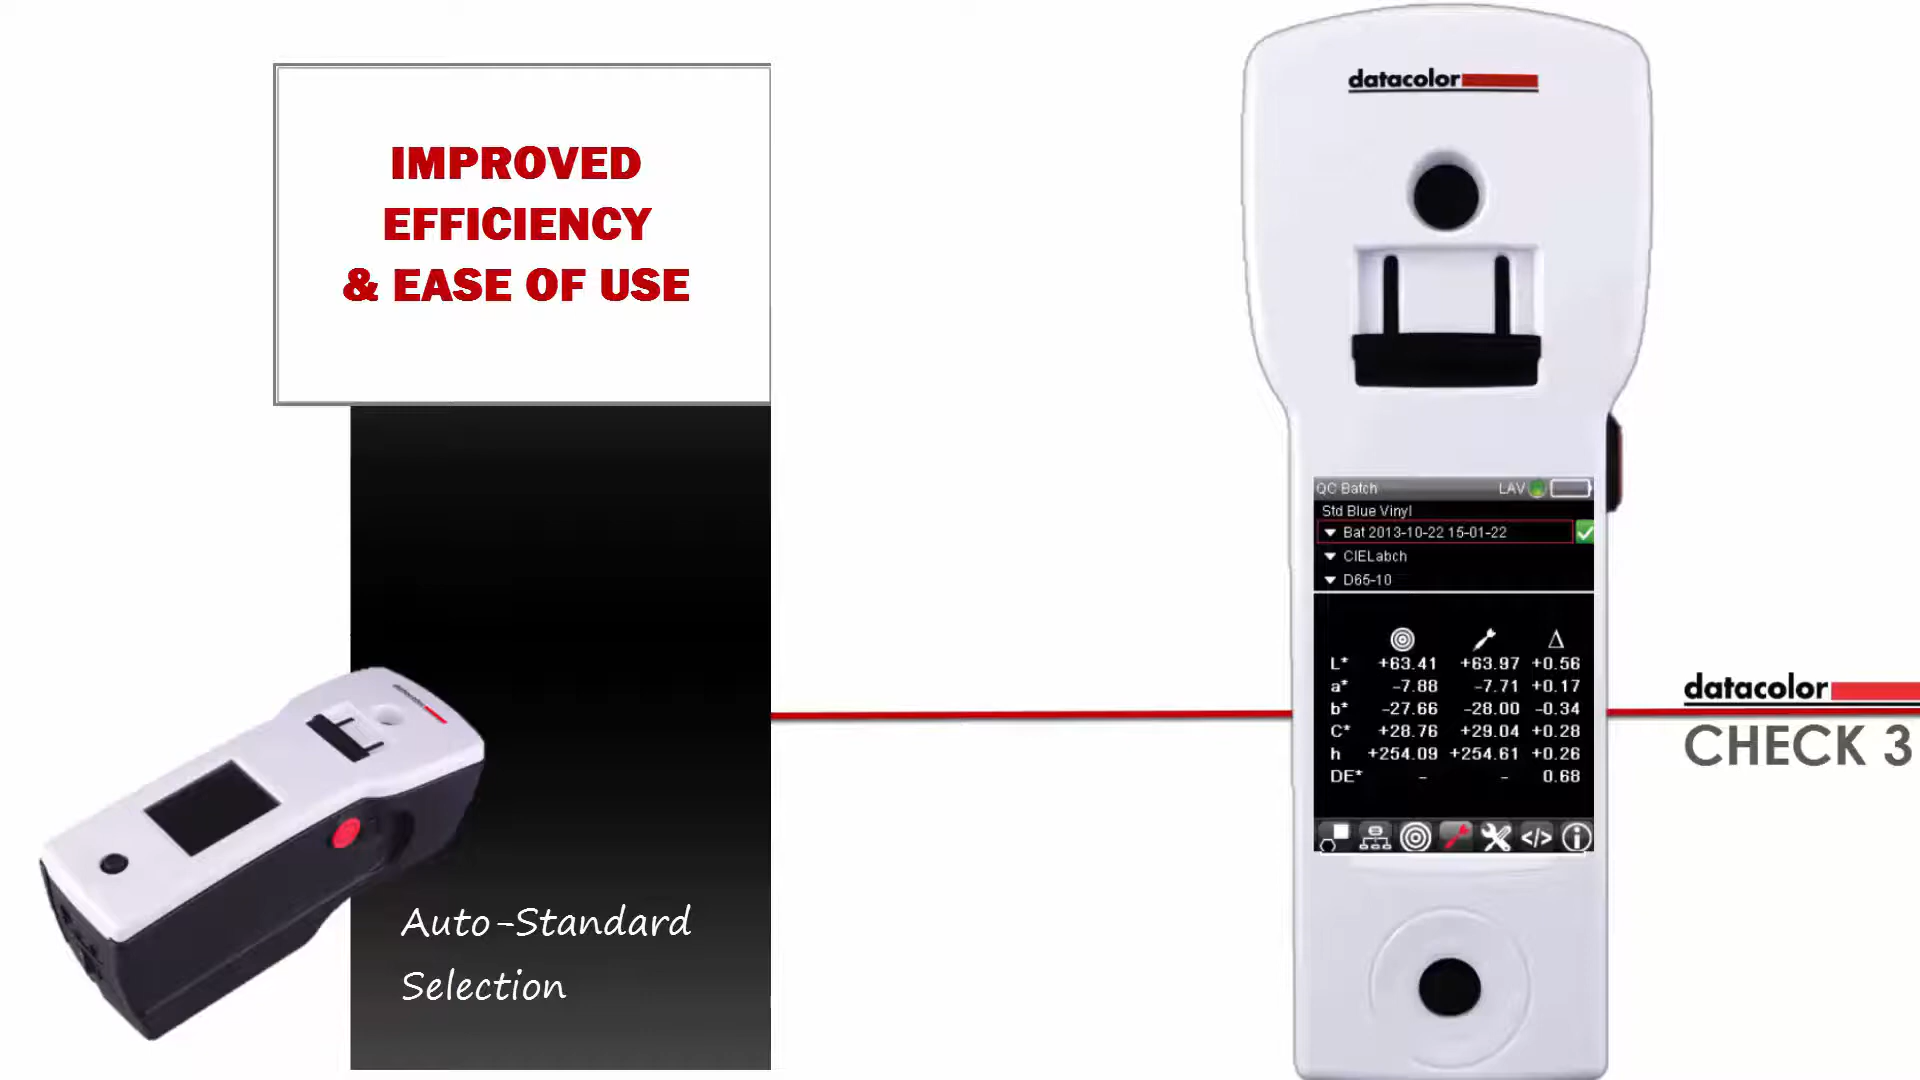 IMPROVED
EFFICIENCY
& EASE OF USE
Auto-Standard
Selection
datacolor
QC Batch LAV
Std Blue Vinyl
Bat 2013-10-22 15-01-22
CIELabch
D65-10
Δ
L* +63.41 +63.97 +0.56
a* -7.88 -7.71 +0.17
b* -27.66 -28.00 -0.34
C* +28.76 +29.04 +0.28
h +254.09 +254.61 +0.26
DE* - - 0.68
</>
datacolor
CHECK 3
datacolor